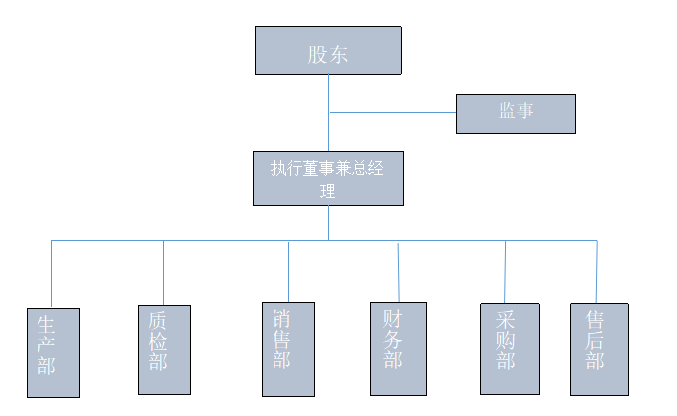 股东
监事
执行董事兼总经
理
生产部
质检部
销售部
财务部
采购部
售后部